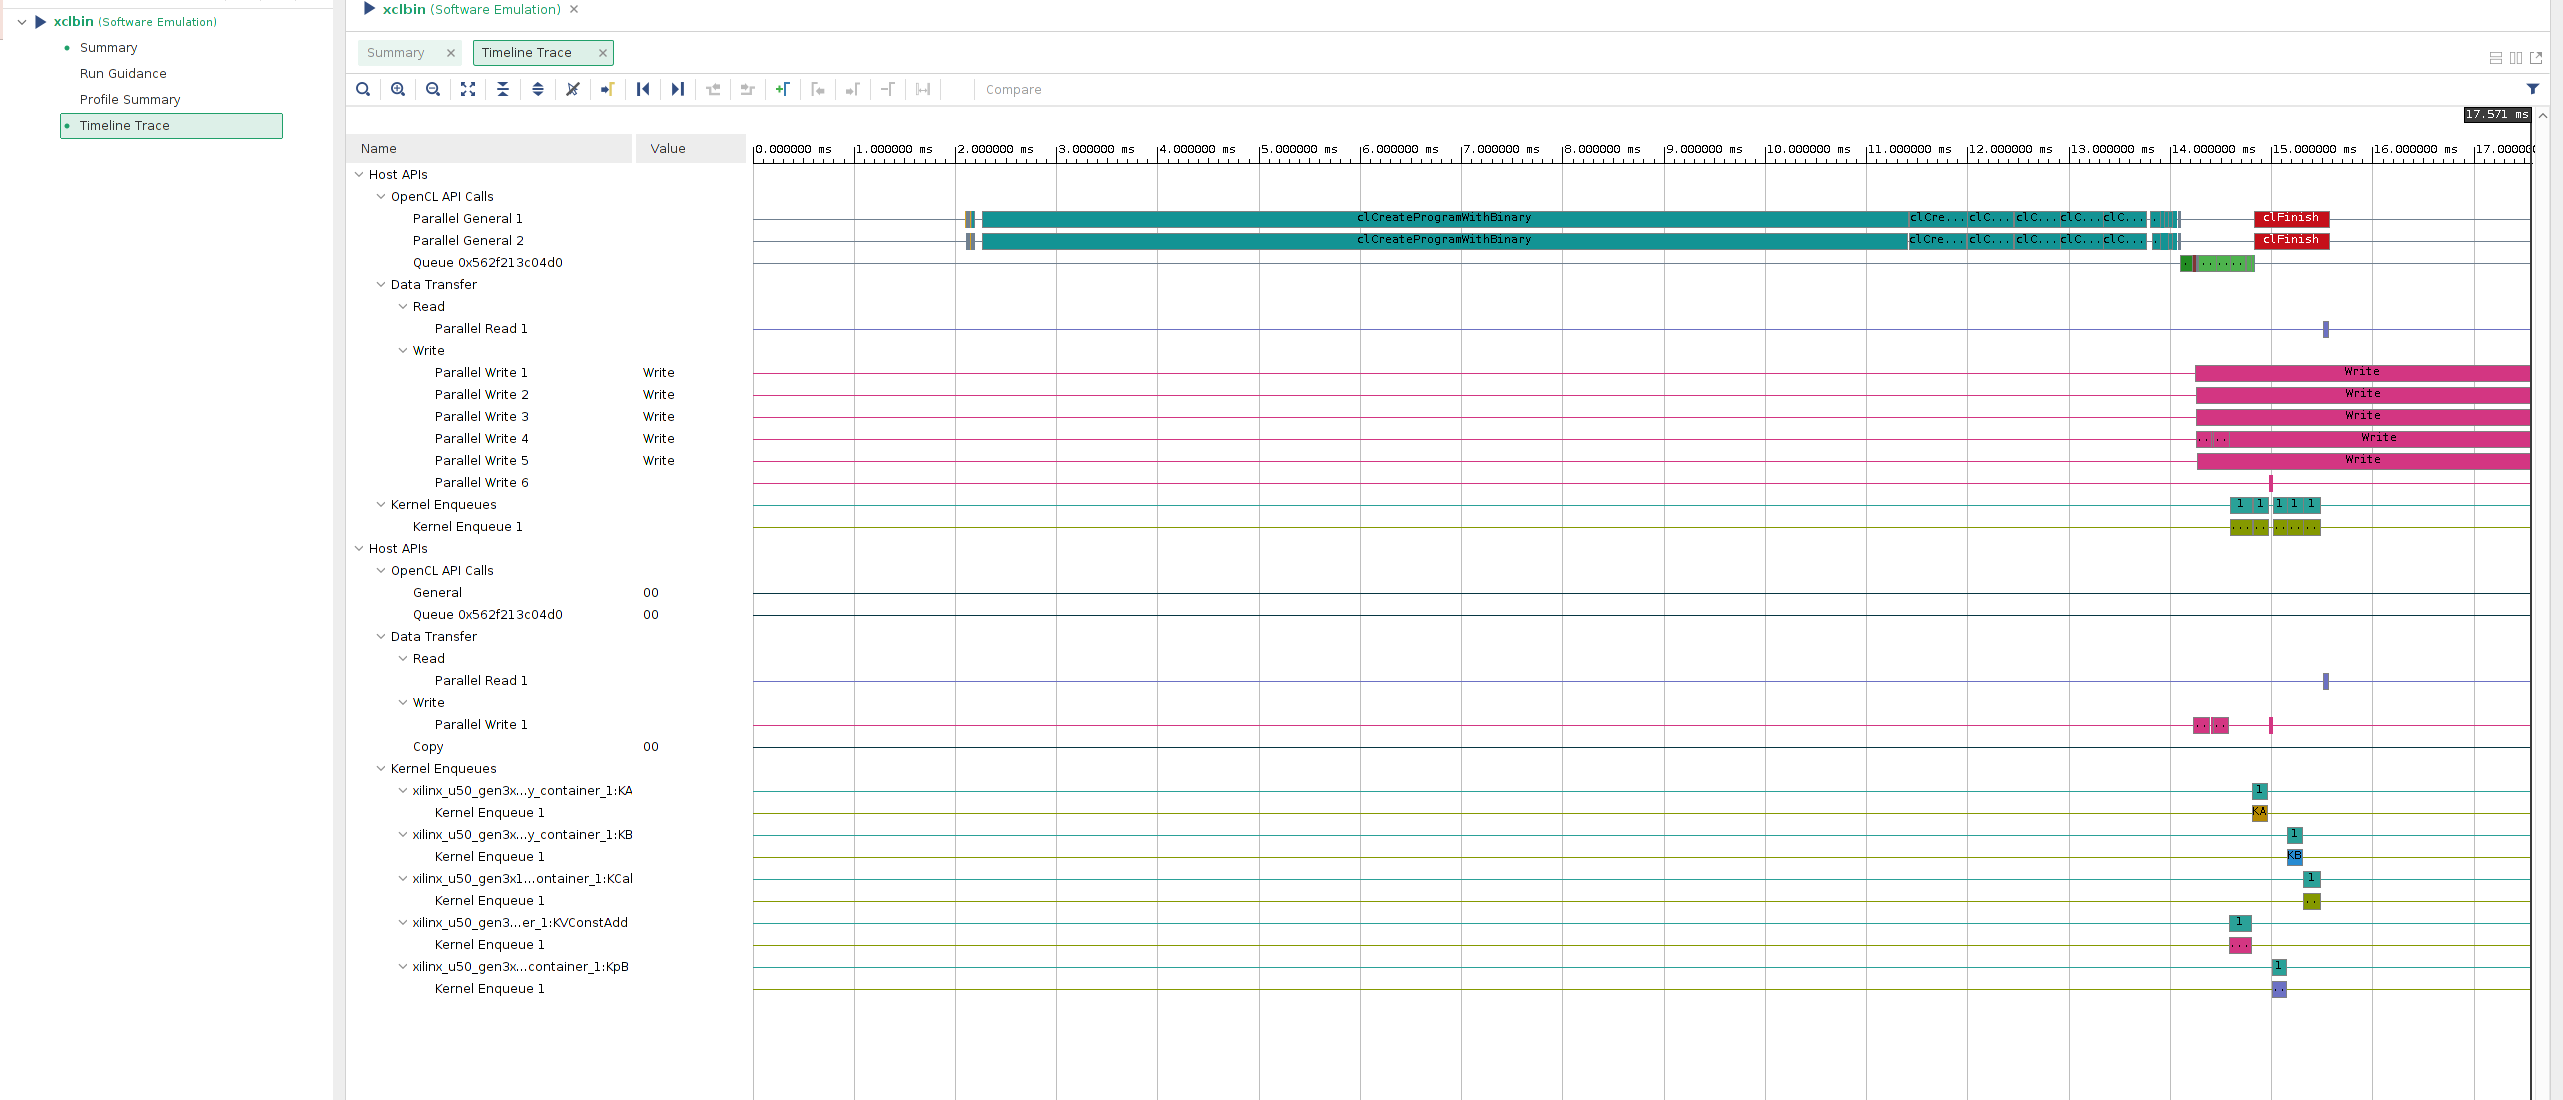 xclbin (Software Emulation)
Summary
Run Guidance
Profile Summary
Timeline Trace
xclbin (Software Emulation)
Summary Timeline Trace
Compare
17.571 ms
Name Value 0.000000 ms 1.000000 ms 2.000000 ms 3.000000 ms 4.000000 ms 5.000000 ms 6.000000 ms 7.000000 ms 8.000000 ms 9.000000 ms 10.000000 ms 11.000000 ms 12.000000 ms 13.000000 ms 14.000000 ms 15.000000 ms 16.000000 ms 17.00000
Host APIs
OpenCL API Calls
Parallel General 1 clCreateProgramWithBinary clCre... clC... clC... clC... clC... clFinish
Parallel General 2 clCreateProgramWithBinary clCre... clC... clC... clC... clC... clFinish
Queue 0x562f213c04d0
Data Transfer
Read
Parallel Read 1
Write
Parallel Write 1 Write Write
Parallel Write 2 Write Write
Parallel Write 3 Write Write
Parallel Write 4 Write Write
Parallel Write 5 Write Write
Parallel Write 6
Kernel Enqueues 1 1 1 1 1
Kernel Enqueue 1
Host APIs
OpenCL API Calls
General 00
Queue 0x562f213c04d0 00
Data Transfer
Read
Parallel Read 1
Write
Parallel Write 1
Copy 00
Kernel Enqueues
xilinx_u50_gen3x...y_container_1:KA 1
Kernel Enqueue 1 KA
xilinx_u50_gen3x...y_container_1:KB 1
Kernel Enqueue 1 KB
xilinx_u50_gen3x1...ontainer_1:KCal 1
Kernel Enqueue 1
xilinx_u50_gen3...er_1:KVConstAdd 1
Kernel Enqueue 1
xilinx_u50_gen3x...container_1:KpB 1
Kernel Enqueue 1